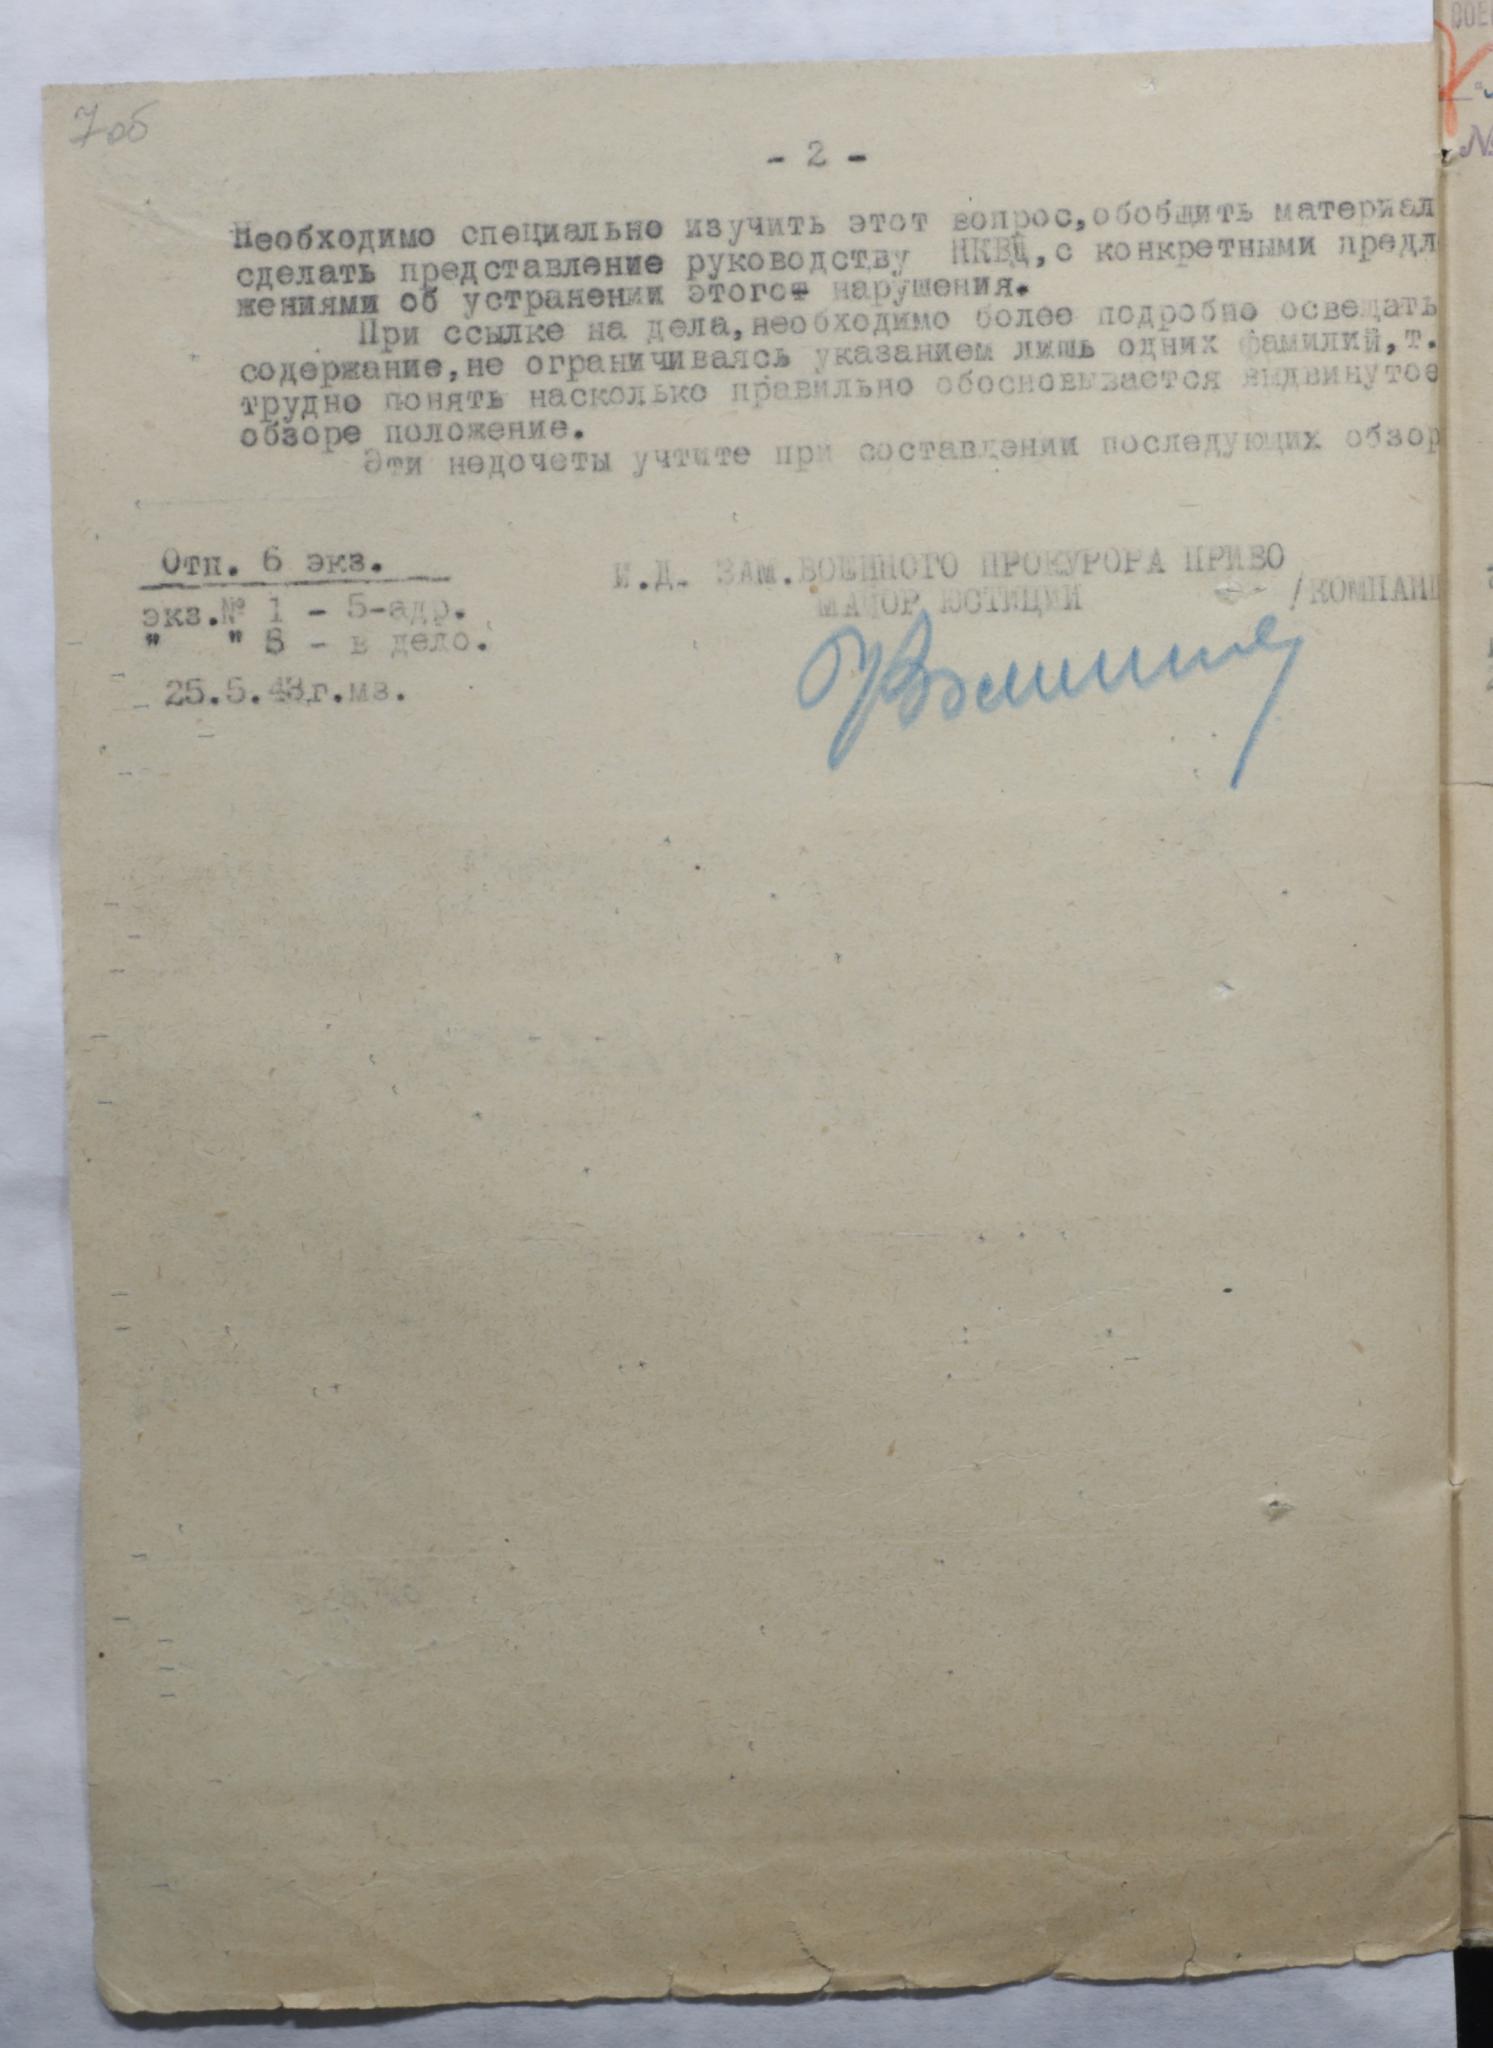 7об
- 2 -
Необходимо специально изучить этот вопрос,обобщить материал
сделать представление руководству НКВД,с конкретными предл
жениями об устранении этогот нарушения.
При ссылке на дела,необходимо более подробно освещать
содержание,не ограничиваясь указанием лишь одних фамилий,т.
трудно понять насколько правильно обосновывается выдвинутое
обзоре положение.
Эти недочеты учтите при составлении последующих обзор
Отп. 6 экз.
экз.№ 1 - 5-адр.
" " 6 - в дело.
25.5.43г.мз.
И.Д. ЗАМ.ВОЕННОГО ПРОКУРОРА ПРИВО
МАЙОР ЮСТИЦИИ /КОМПАНЕ